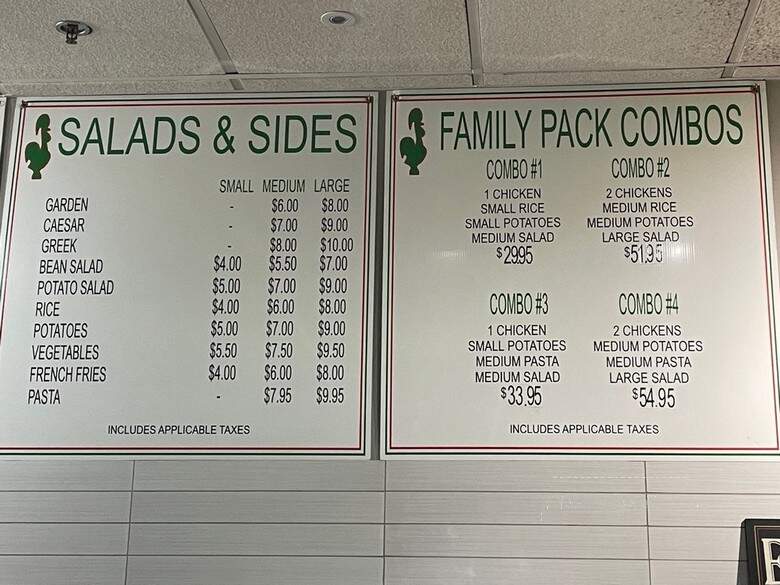 SALADS & SIDES
SMALL MEDIUM LARGE
GARDEN - $6.00 $8.00
CAESAR - $7.00 $9.00
GREEK - $8.00 $10.00
BEAN SALAD $4.00 $5.50 $7.00
POTATO SALAD $5.00 $7.00 $9.00
RICE $4.00 $6.00 $8.00
POTATOES $5.00 $7.00 $9.00
VEGETABLES $5.50 $7.50 $9.50
FRENCH FRIES $4.00 $6.00 $8.00
PASTA - $7.95 $9.95
INCLUDES APPLICABLE TAXES
FAMILY PACK COMBOS
COMBO #1
1 CHICKEN
SMALL RICE
SMALL POTATOES
MEDIUM SALAD
$29.95
COMBO #2
2 CHICKENS
MEDIUM RICE
MEDIUM POTATOES
LARGE SALAD
$51.95
COMBO #3
1 CHICKEN
SMALL POTATOES
MEDIUM PASTA
MEDIUM SALAD
$33.95
COMBO #4
2 CHICKENS
MEDIUM POTATOES
MEDIUM PASTA
LARGE SALAD
$54.95
INCLUDES APPLICABLE TAXES